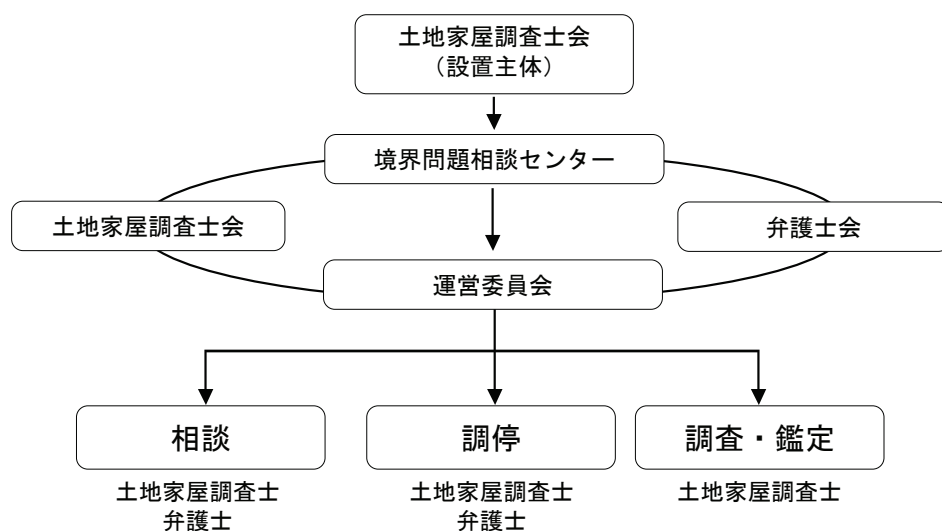 土地家屋調査士会
（設置主体）
境界問題相談センター
土地家屋調査士会
弁護士会
運営委員会
相談
調停
調査・鑑定
土地家屋調査士
弁護士
土地家屋調査士
弁護士
土地家屋調査士